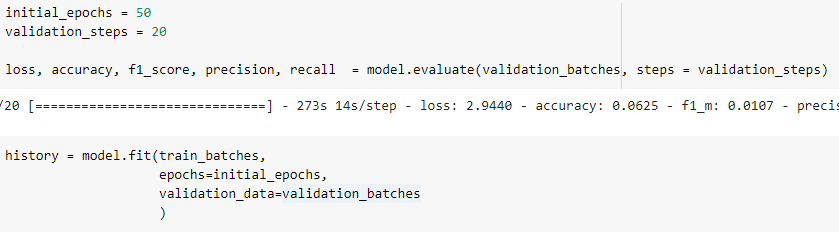 initial_epochs = 50
validation_steps = 20
loss, accuracy, f1_score, precision, recall  = model.evaluate(validation_batches, steps = validation_steps)
/20 [==============================] - 273s 14s/step - loss: 2.9440 - accuracy: 0.0625 - f1_m: 0.0107 - precis
history = model.fit(train_batches,
                    epochs=initial_epochs,
                    validation_data=validation_batches
                    )